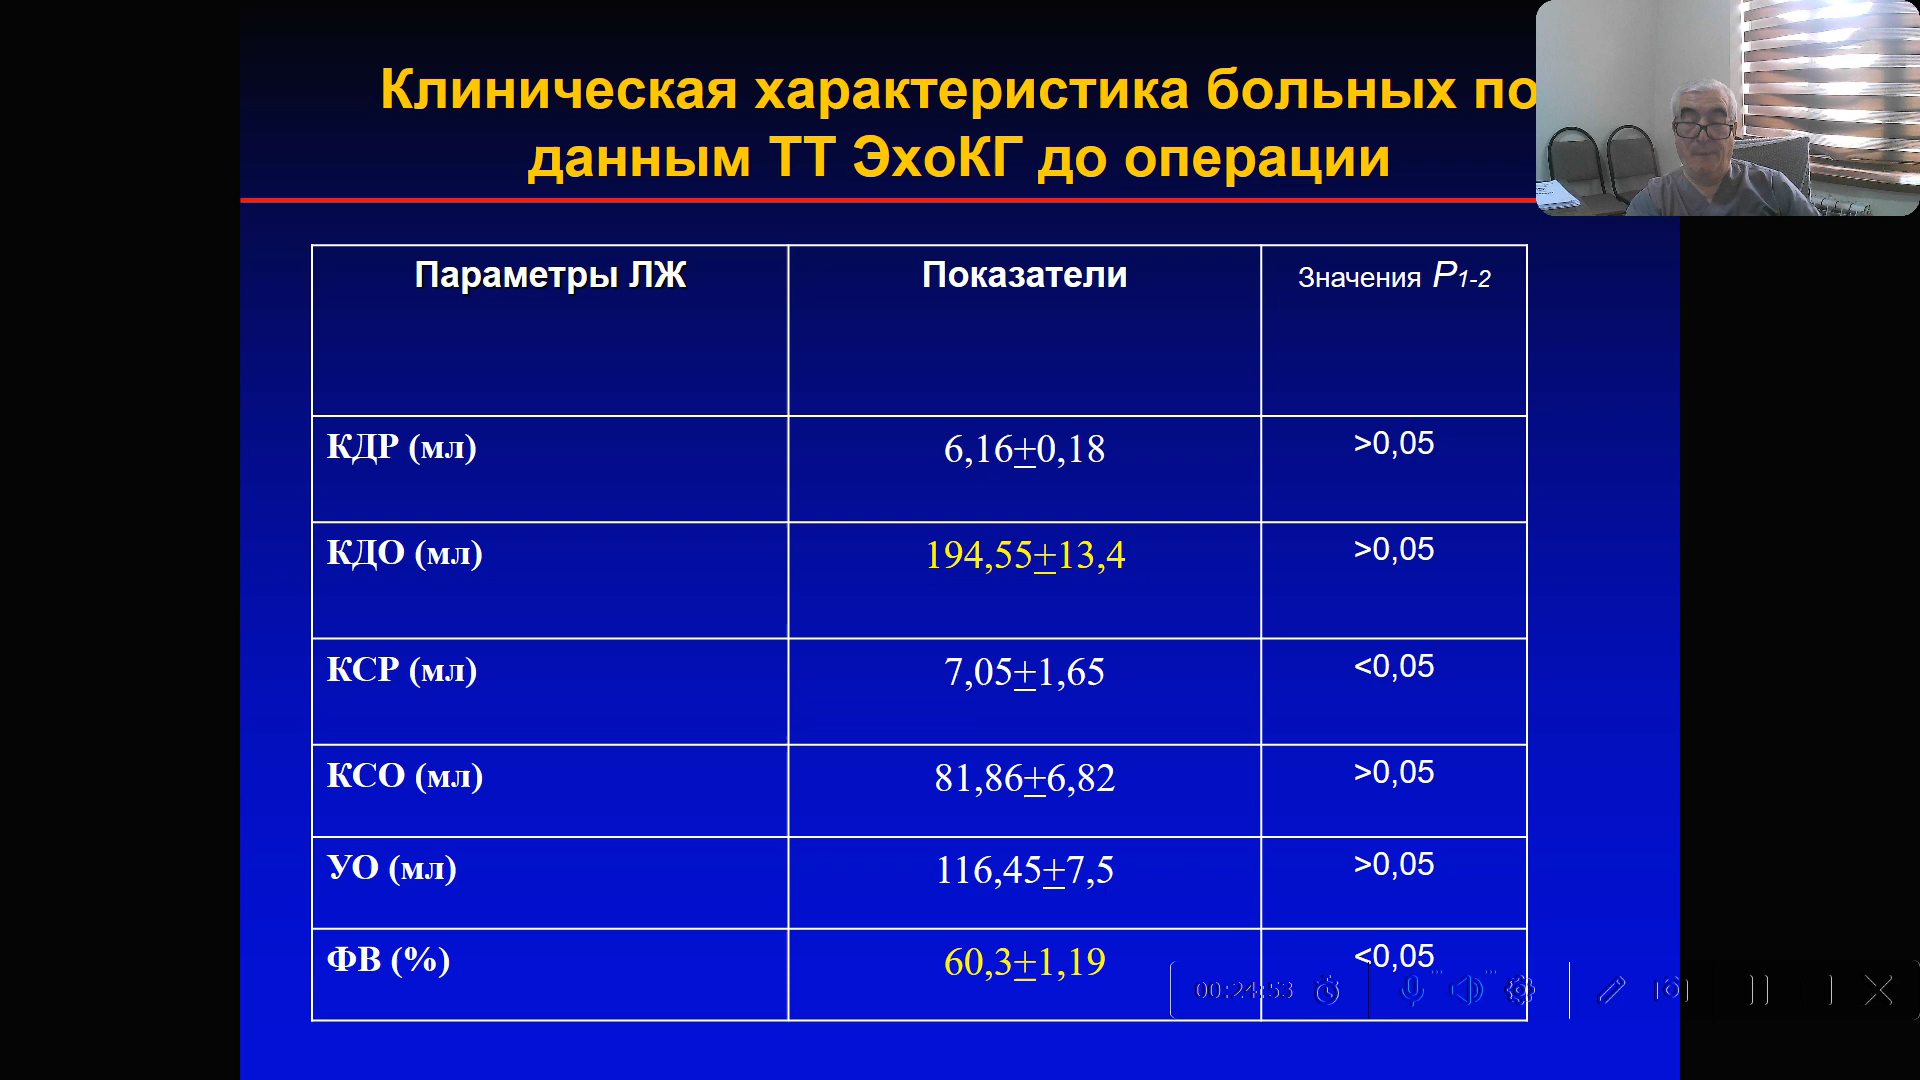 Клиническая характеристика больных по
данным ТТ ЭхоКГ до операции
Параметры ЛЖ Показатели Значения P1-2
КДР (мл) 6,16±0,18 >0,05
КДО (мл) 194,55±13,4 >0,05
КСР (мл) 7,05±1,65 <0,05
КСО (мл) 81,86±6,82 >0,05
УО (мл) 116,45±7,5 >0,05
ФВ (%) 60,3±1,19 <0,05
00:24:53